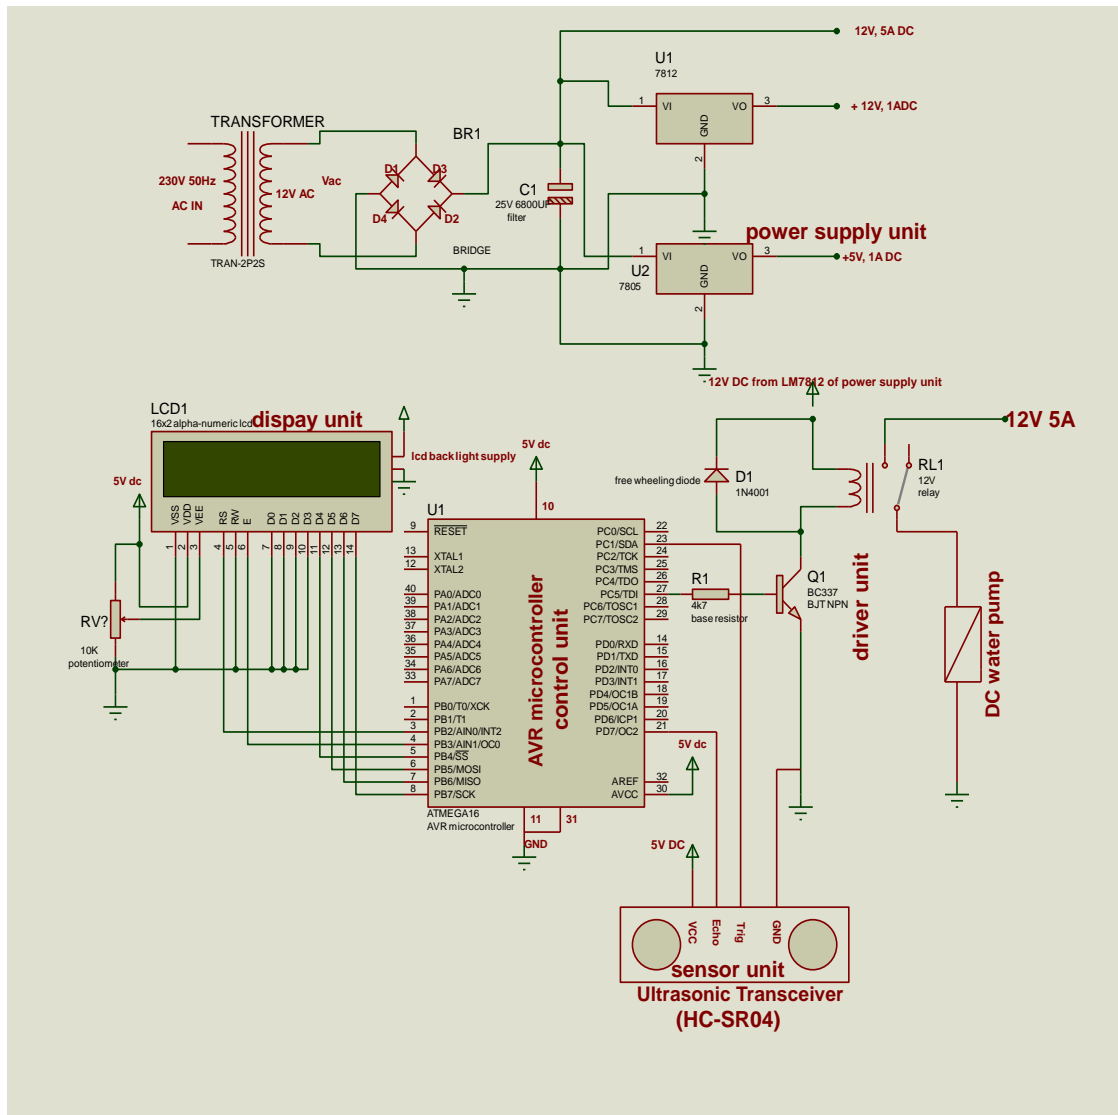 12V, 5A DC
U1
7812
1
VI
VO
3
GND
2
+ 12V, 1ADC
TRANSFORMER
230V 50Hz
AC IN
12V AC
Vac
TRAN-2P2S
BR1
D1
D3
D4
D2
BRIDGE
C1
25V 6800UF
filter
power supply unit
1
VI
VO
3
GND
2
U2
7805
+5V, 1A DC
12V DC from LM7812 of power supply unit
LCD1
16x2 alpha-numeric lcd
dispay unit
lcd back light supply
5V dc
VSS
VDD
VEE
RS
RW
E
D0
D1
D2
D3
D4
D5
D6
D7
1
2
3
4
5
6
7
8
9
10
11
12
13
14
RV?
10K
potentiometer
5V dc
10
U1
9
RESET
13
XTAL1
12
XTAL2
40
PA0/ADC0
39
PA1/ADC1
38
PA2/ADC2
37
PA3/ADC3
36
PA4/ADC4
35
PA5/ADC5
34
PA6/ADC6
33
PA7/ADC7
1
PB0/T0/XCK
2
PB1/T1
3
PB2/AIN0/INT2
4
PB3/AIN1/OC0
5
PB4/SS
6
PB5/MOSI
7
PB6/MISO
8
PB7/SCK
AVR microcontroller
control unit
PC0/SCL
22
PC1/SDA
23
PC2/TCK
24
PC3/TMS
25
PC4/TDO
26
PC5/TDI
27
PC6/TOSC1
28
PC7/TOSC2
29
PD0/RXD
14
PD1/TXD
15
PD2/INT0
16
PD3/INT1
17
PD4/OC1B
18
PD5/OC1A
19
PD6/ICP1
20
PD7/OC2
21
AREF
32
AVCC
30
ATMEGA16
AVR microcontroller
11
31
GND
5V dc
R1
4k7
base resistor
free wheeling diode
D1
1N4001
Q1
BC337
BJT NPN
driver unit
RL1
12V
relay
12V 5A
DC water pump
5V DC
VCC
Echo
Trig
GND
sensor unit
Ultrasonic Transceiver
(HC-SR04)